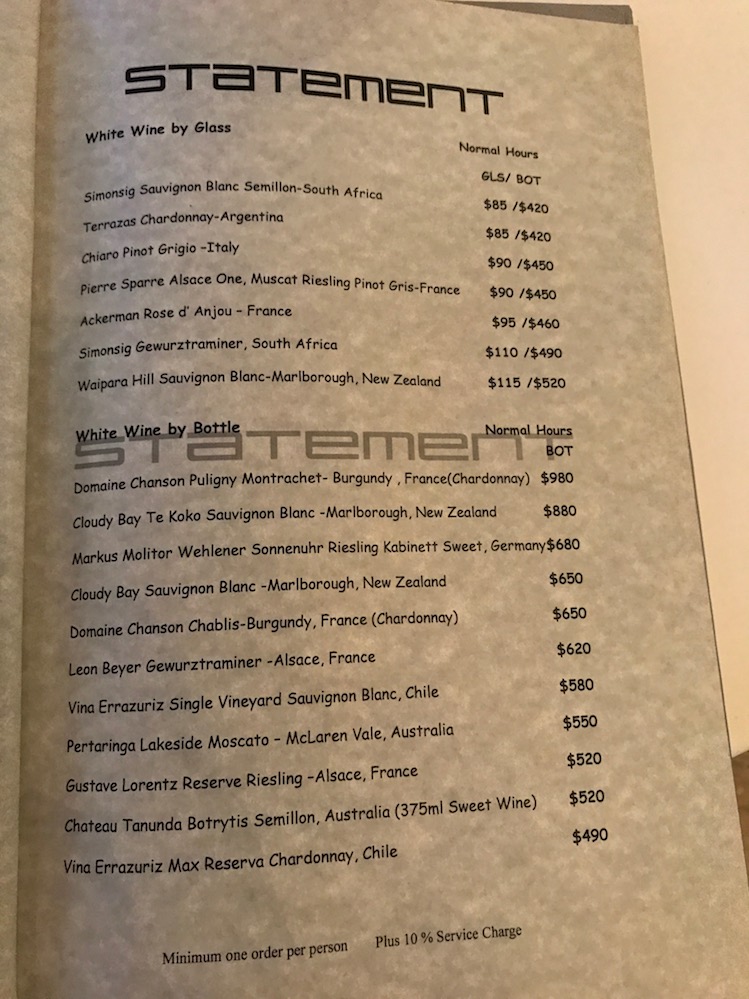 STATEMENT
White Wine by Glass
Normal Hours
GLS/ BOT
Simonsig Sauvignon Blanc Semillon-South Africa $85 /$420
Terrazas Chardonnay-Argentina $85 /$420
Chiaro Pinot Grigio -Italy $90 /$450
Pierre Sparre Alsace One, Muscat Riesling Pinot Gris-France $90 /$450
Ackerman Rose d' Anjou - France $95 /$460
Simonsig Gewurztraminer, South Africa $110 /$490
Waipara Hill Sauvignon Blanc-Marlborough, New Zealand $115 /$520
STATEMENT
White Wine by Bottle Normal Hours
BOT
Domaine Chanson Puligny Montrachet- Burgundy , France(Chardonnay) $980
Cloudy Bay Te Koko Sauvignon Blanc -Marlborough, New Zealand $880
Markus Molitor Wehlener Sonnenuhr Riesling Kabinett Sweet, Germany$680
Cloudy Bay Sauvignon Blanc -Marlborough, New Zealand $650
Domaine Chanson Chablis-Burgundy, France (Chardonnay) $650
Leon Beyer Gewurztraminer -Alsace, France $620
Vina Errazuriz Single Vineyard Sauvignon Blanc, Chile $580
Pertaringa Lakeside Moscato - McLaren Vale, Australia $550
Gustave Lorentz Reserve Riesling -Alsace, France $520
Chateau Tanunda Botrytis Semillon, Australia (375ml Sweet Wine) $520
Vina Errazuriz Max Reserva Chardonnay, Chile $490
Minimum one order per person Plus 10 % Service Charge